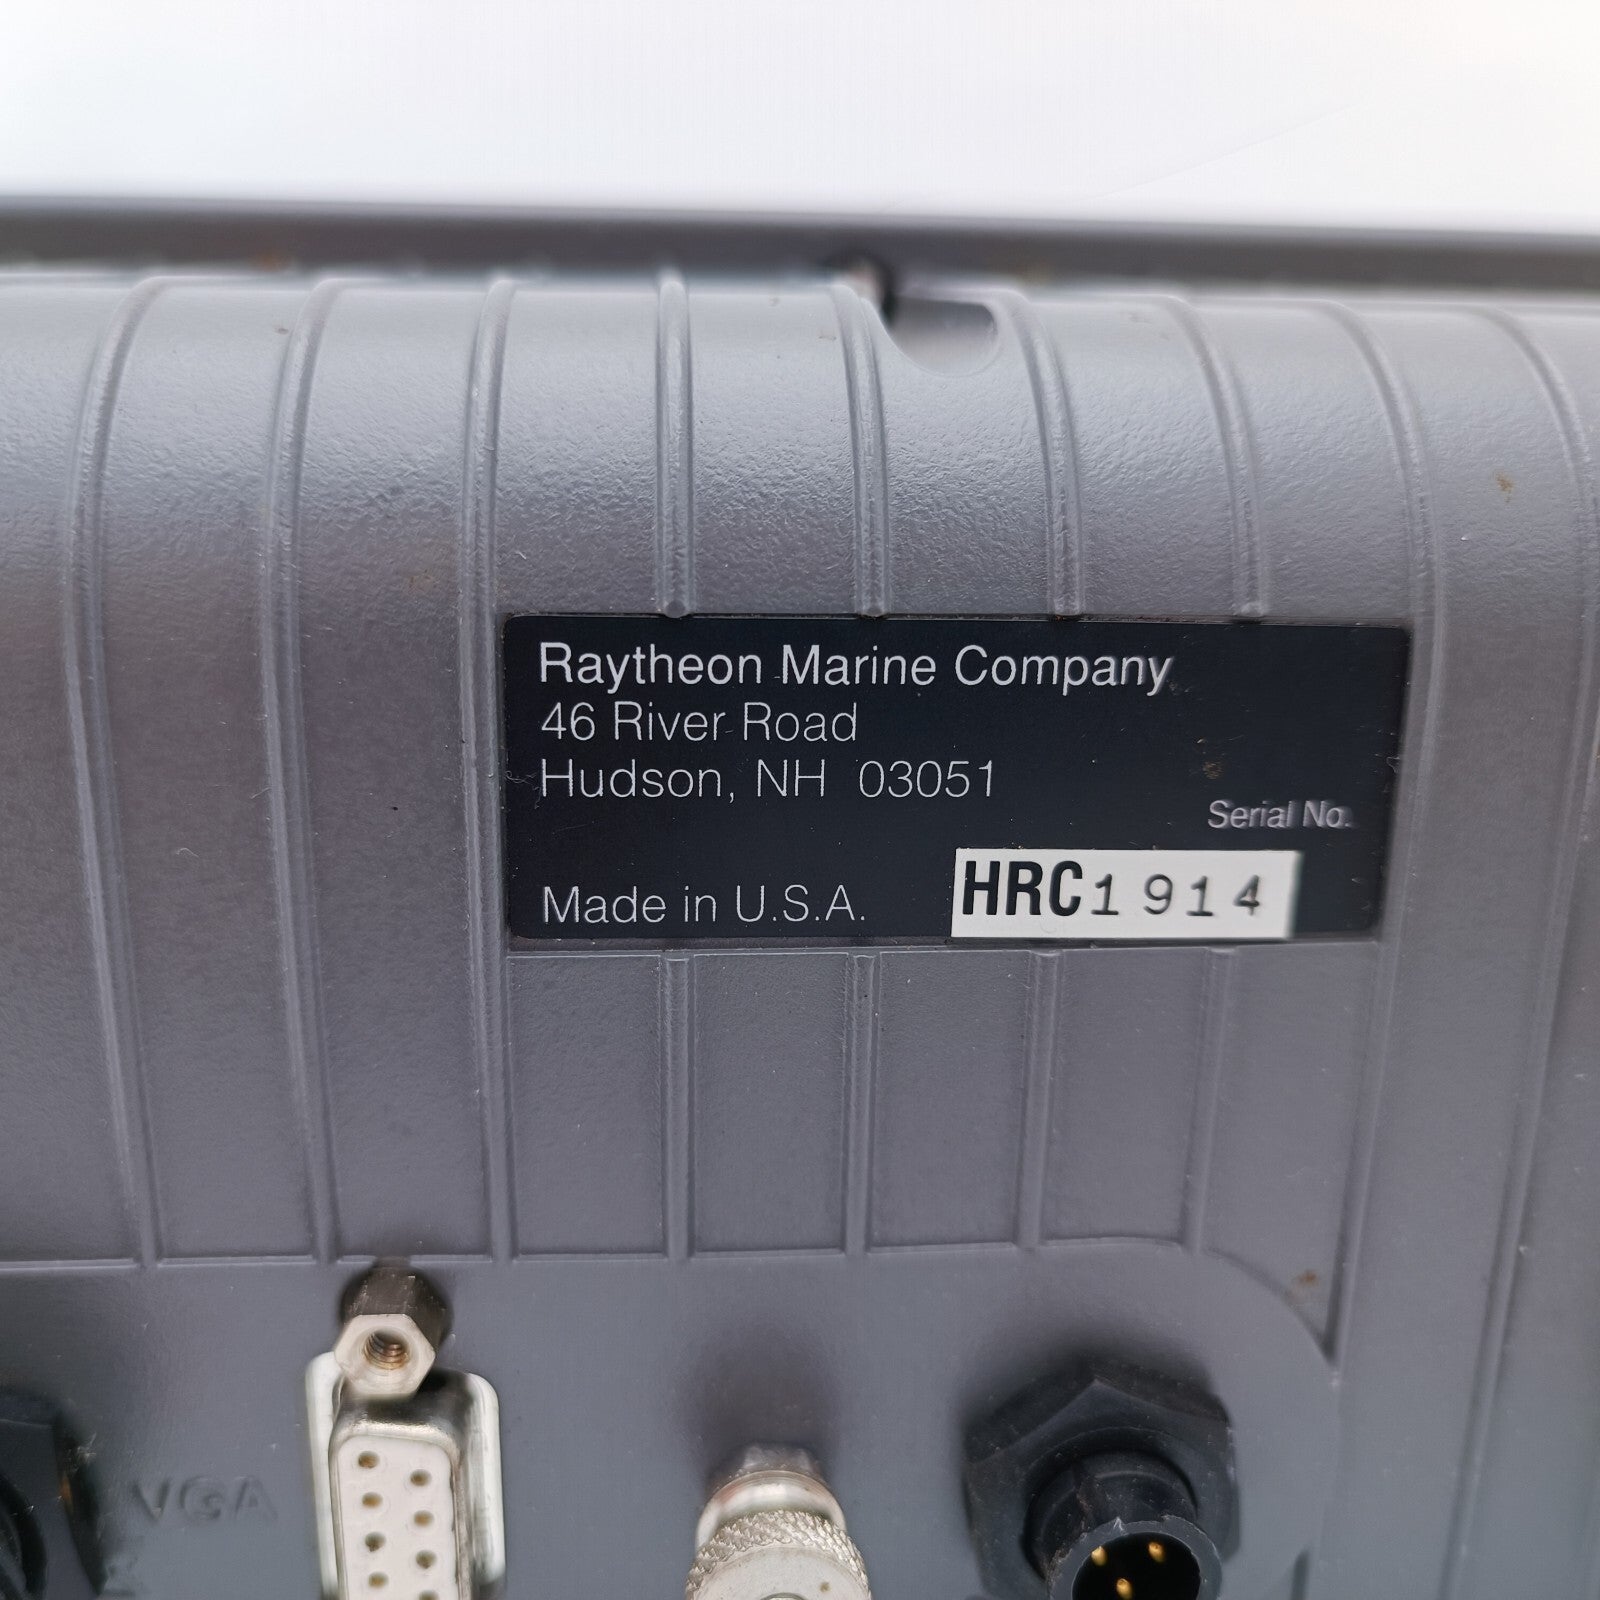 Raytheon Marine Company
46 River Road
Hudson, NH 03051
Serial No.
Made in U.S.A. HRC1914
VGA